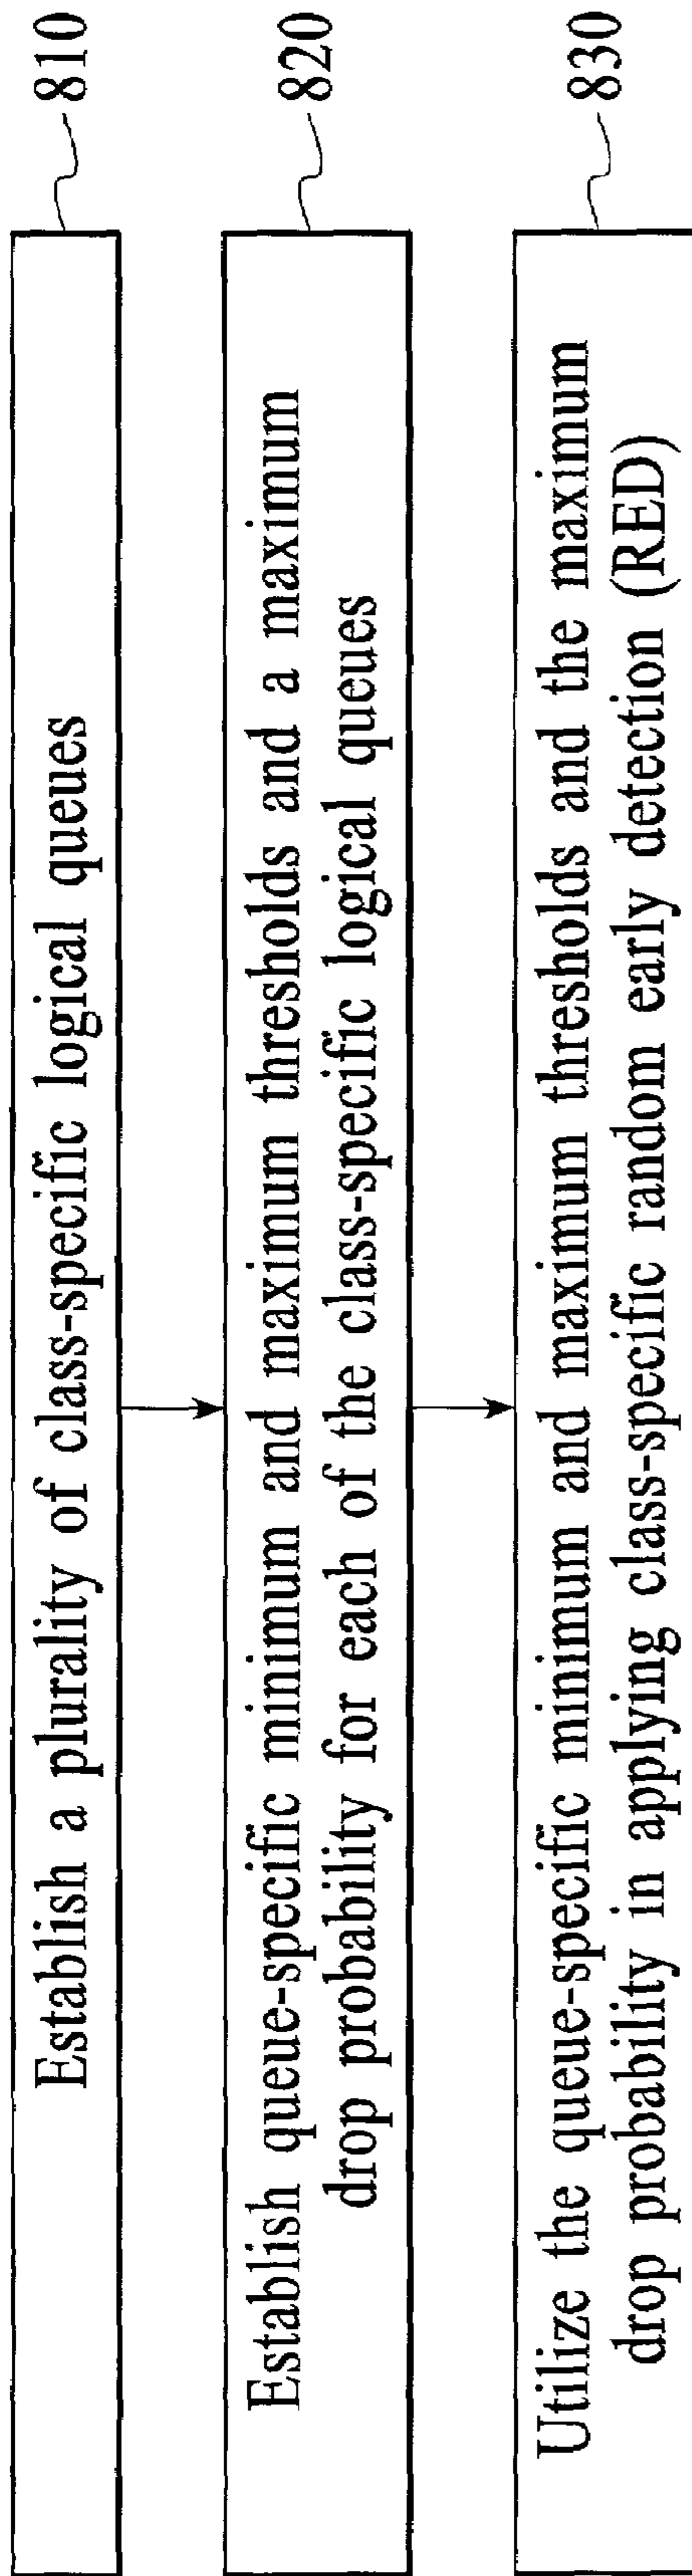 Establish a plurality of class-specific logical queues
810
Establish queue-specific minimum and maximum thresholds and a maximum
drop probability for each of the class-specific logical queues
820
Utilize the queue-specific minimum and maximum thresholds and the maximum
drop probability in applying class-specific random early detection (RED)
830